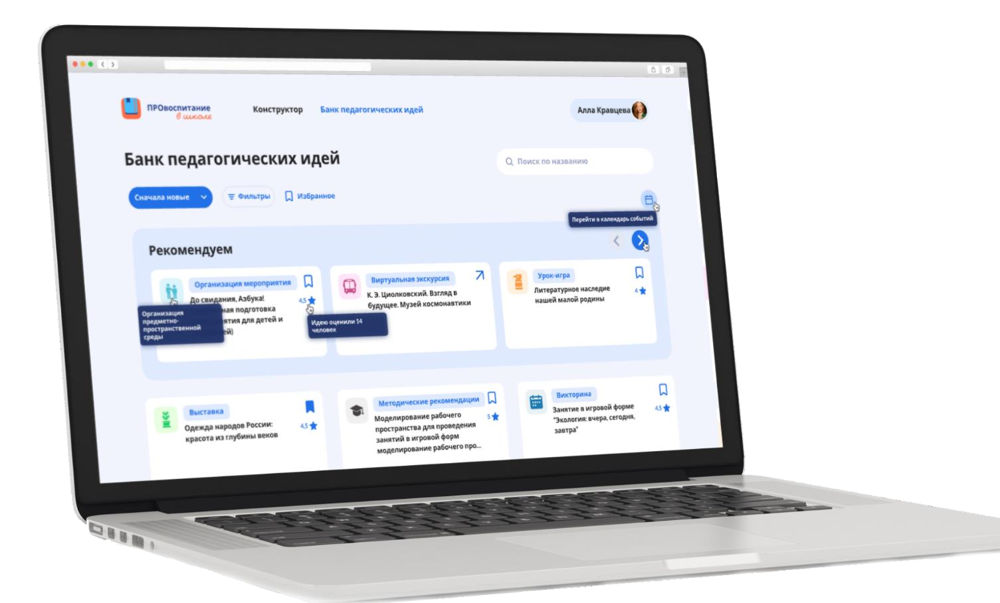 ПРОвоспитание
в школе
Конструктор
Банк педагогических идей
Алла Кравцева
Банк педагогических идей
Поиск по названию
Сначала новые
Фильтры
Избранное
Перейти в календарь событий
Рекомендуем
Организация мероприятия
До свидания, Азбука!
ная подготовка
ятия для детей и
ей)
4,5
Организация
предметно-
пространственной
среды
Идею оценили 14
человек
Виртуальная экскурсия
К. Э. Циолковский. Взгляд в
будущее. Музей космонавтики
Урок-игра
Литературное наследие
нашей малой родины
4
Выставка
Одежда народов России:
красота из глубины веков
4,5
Методические рекомендации
Моделирование рабочего
пространства для проведения
занятий в игровой форм
моделирование рабочего про...
5
Викторина
Занятие в игровой форме
"Экология: вчера, сегодня,
завтра"
4,5